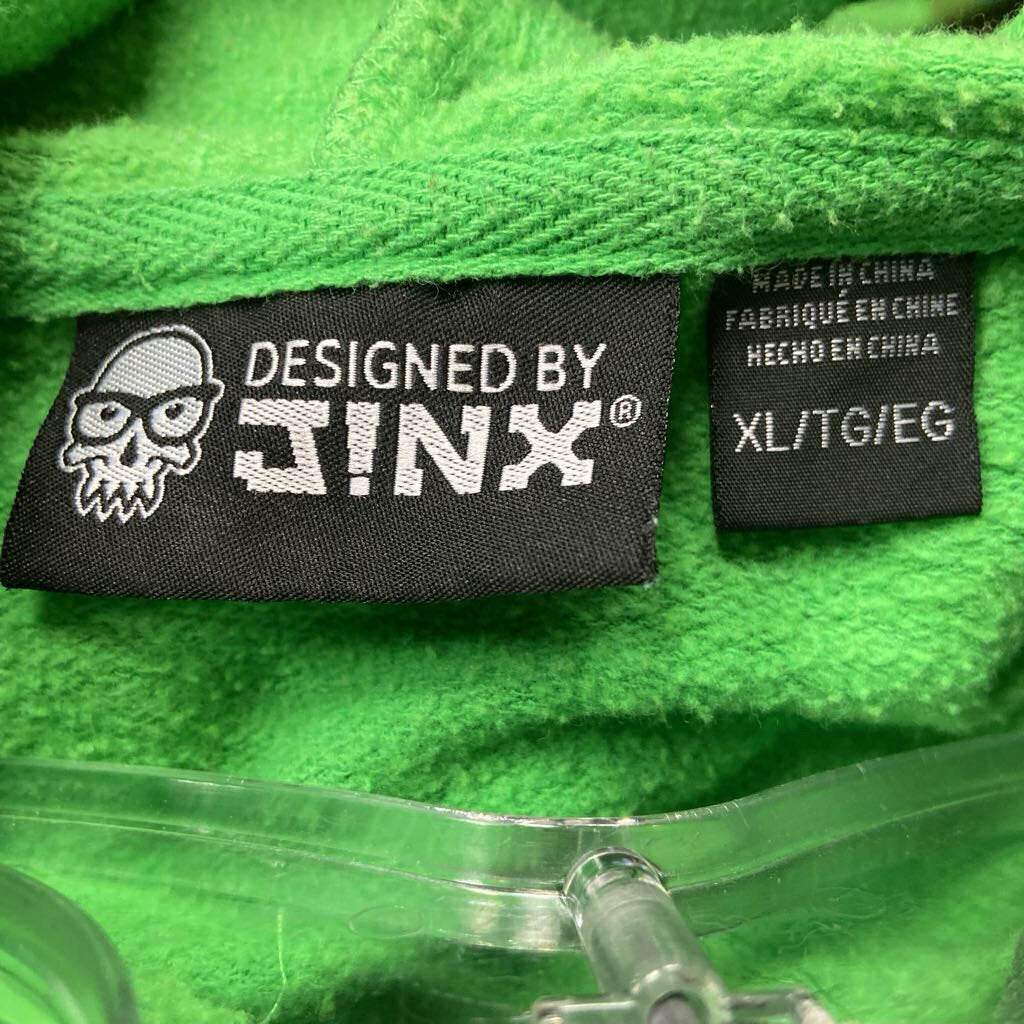 DESIGNED BY
J!NX®
MADE IN CHINA
FABRIQUÉ EN CHINE
HECHO EN CHINA
XL/TG/EG